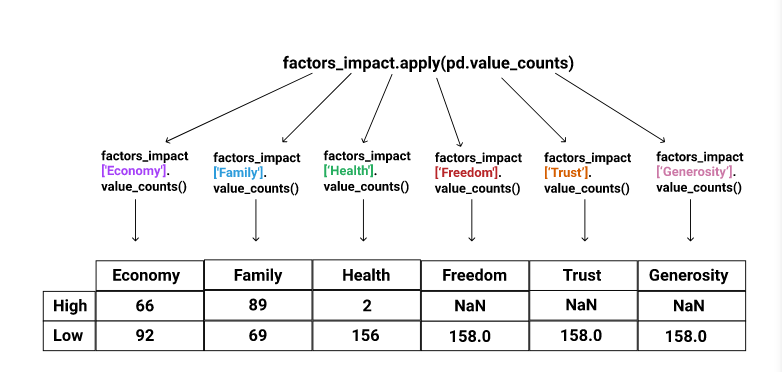 factors_impact.apply(pd.value_counts)
factors_impact
['Economy'].
value_counts()
factors_impact
['Family'].
value_counts()
factors_impact
['Health'].
value_counts()
factors_impact
['Freedom'].
value_counts()
factors_impact
['Trust'].
value_counts()
factors_impact
['Generosity'].
value_counts()
Economy Family Health Freedom Trust Generosity
High 66 89 2 NaN NaN NaN
Low 92 69 156 158.0 158.0 158.0